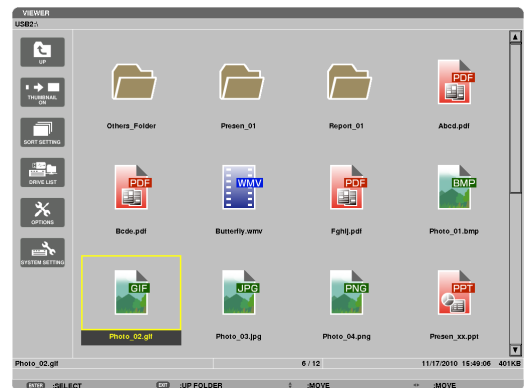 VIEWER
USB2:\
UP
THUMBNAIL
ON
SORT SETTING
DRIVE LIST
OPTIONS
SYSTEM SETTING
PDF
Others_Folder Presen_01 Report_01 Abcd.pdf
PDF WMV PDF BMP
Bcde.pdf Butterfly.wmv Fghij.pdf Photo_01.bmp
GIF JPG PNG PPT
Photo_02.gif Photo_03.jpg Photo_04.png Presen_xx.ppt
Photo_02.gif 6 / 12 11/17/2010 15:49:06 401KB
ENTER :SELECT EXIT :UP FOLDER :MOVE :MOVE